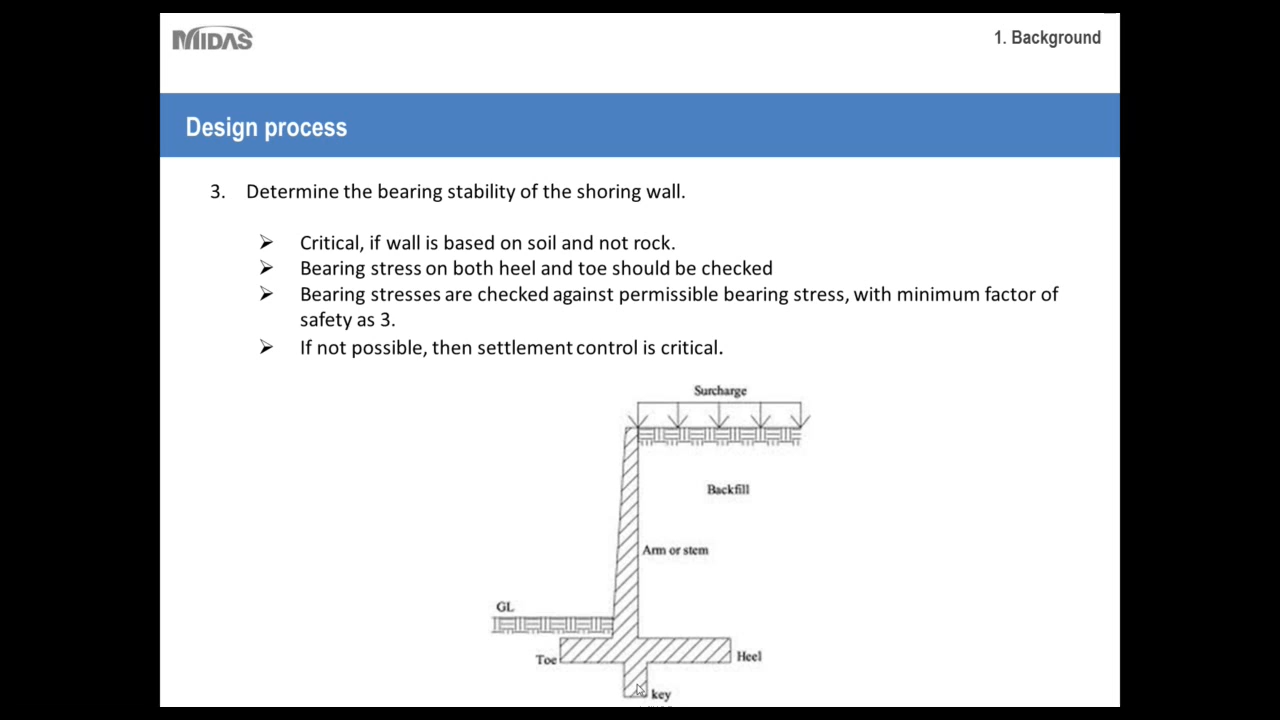 MIDAS
1. Background
Design process
3. Determine the bearing stability of the shoring wall.
➢ Critical, if wall is based on soil and not rock.
➢ Bearing stress on both heel and toe should be checked
➢ Bearing stresses are checked against permissible bearing stress, with minimum factor of
safety as 3.
➢ If not possible, then settlement control is critical.
Surcharge
Backfill
Arm or stem
GL
Toe
Heel
key